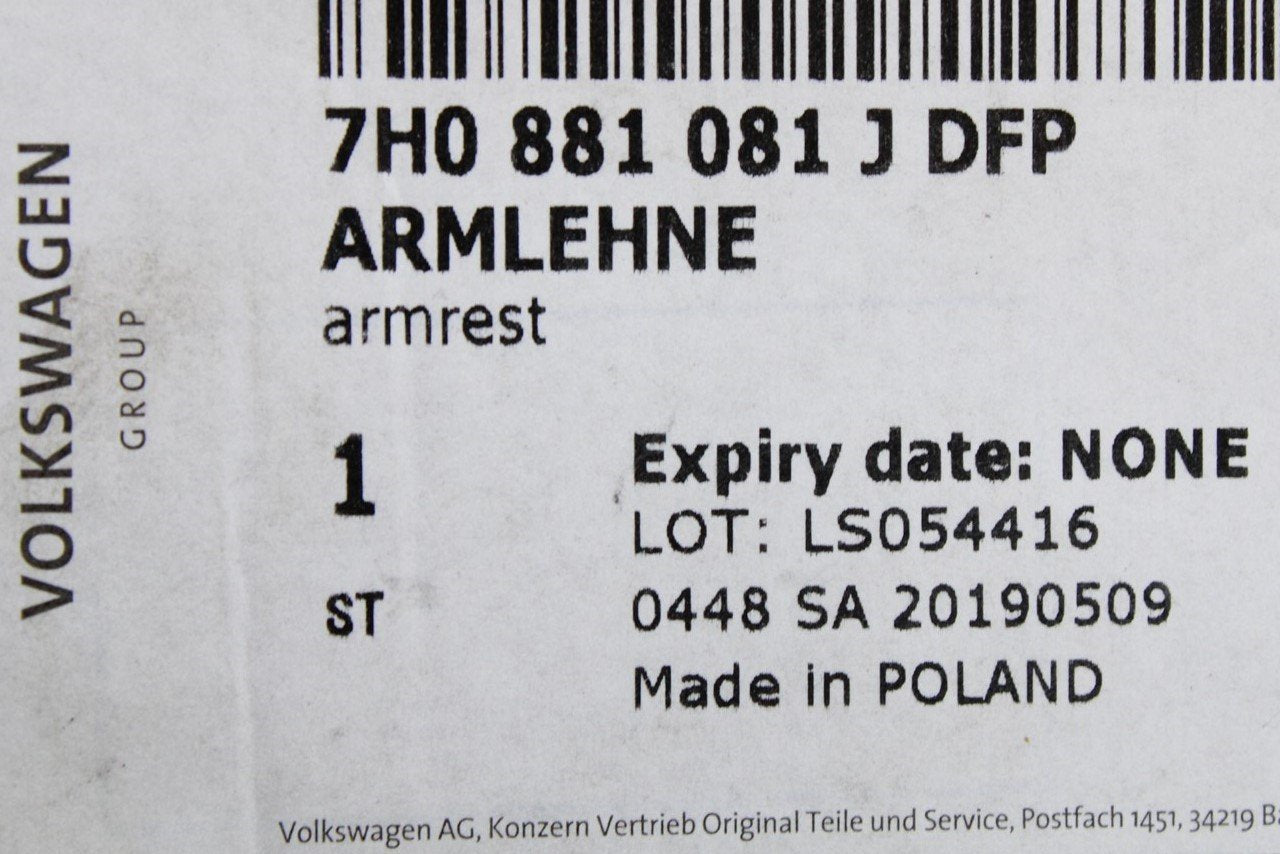 7H0 881 081 J DFP
ARMLEHNE
armrest
1
Expiry date: NONE
LOT: LS054416
ST
0448 SA 20190509
Made in POLAND
VOLKSWAGEN
GROUP
Volkswagen AG, Konzern Vertrieb Original Teile und Service, Postfach 1451, 34219